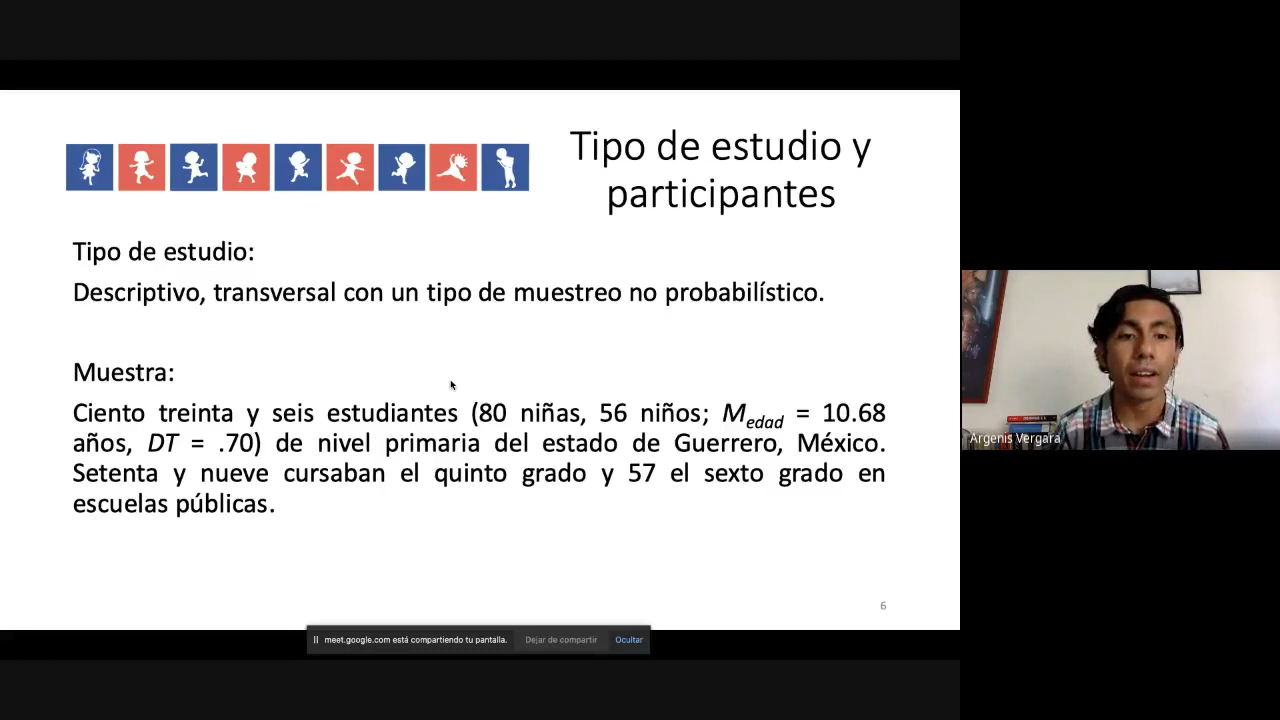 Tipo de estudio y
participantes
Tipo de estudio:
Descriptivo, transversal con un tipo de muestreo no probabilístico.
Muestra:
Ciento treinta y seis estudiantes (80 niñas, 56 niños; Medad = 10.68
años, DT = .70) de nivel primaria del estado de Guerrero, México.
Setenta y nueve cursaban el quinto grado y 57 el sexto grado en
escuelas públicas.
6
meet.google.com está compartiendo tu pantalla. Dejar de compartir Ocultar
Argenis Vergara